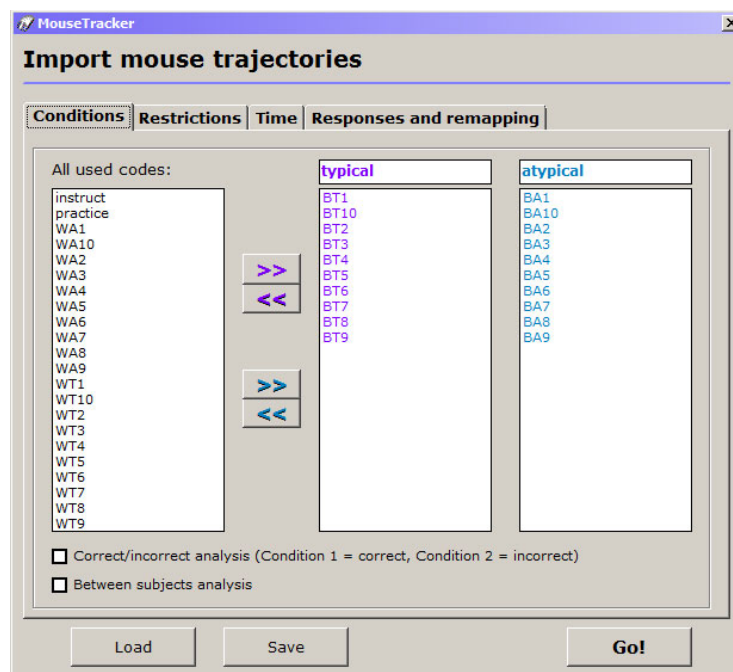 MouseTracker
Import mouse trajectories
Conditions Restrictions Time Responses and remapping
All used codes:
instruct
practice
WA1
WA10
WA2
WA3
WA4
WA5
WA6
WA7
WA8
WA9
WT1
WT10
WT2
WT3
WT4
WT5
WT6
WT7
WT8
WT9
>>
<<
>>
<<
typical
BT1
BT10
BT2
BT3
BT4
BT5
BT6
BT7
BT8
BT9
atypical
BA1
BA10
BA2
BA3
BA4
BA5
BA6
BA7
BA8
BA9
Correct/incorrect analysis (Condition 1 = correct, Condition 2 = incorrect)
Between subjects analysis
Load Save Go!